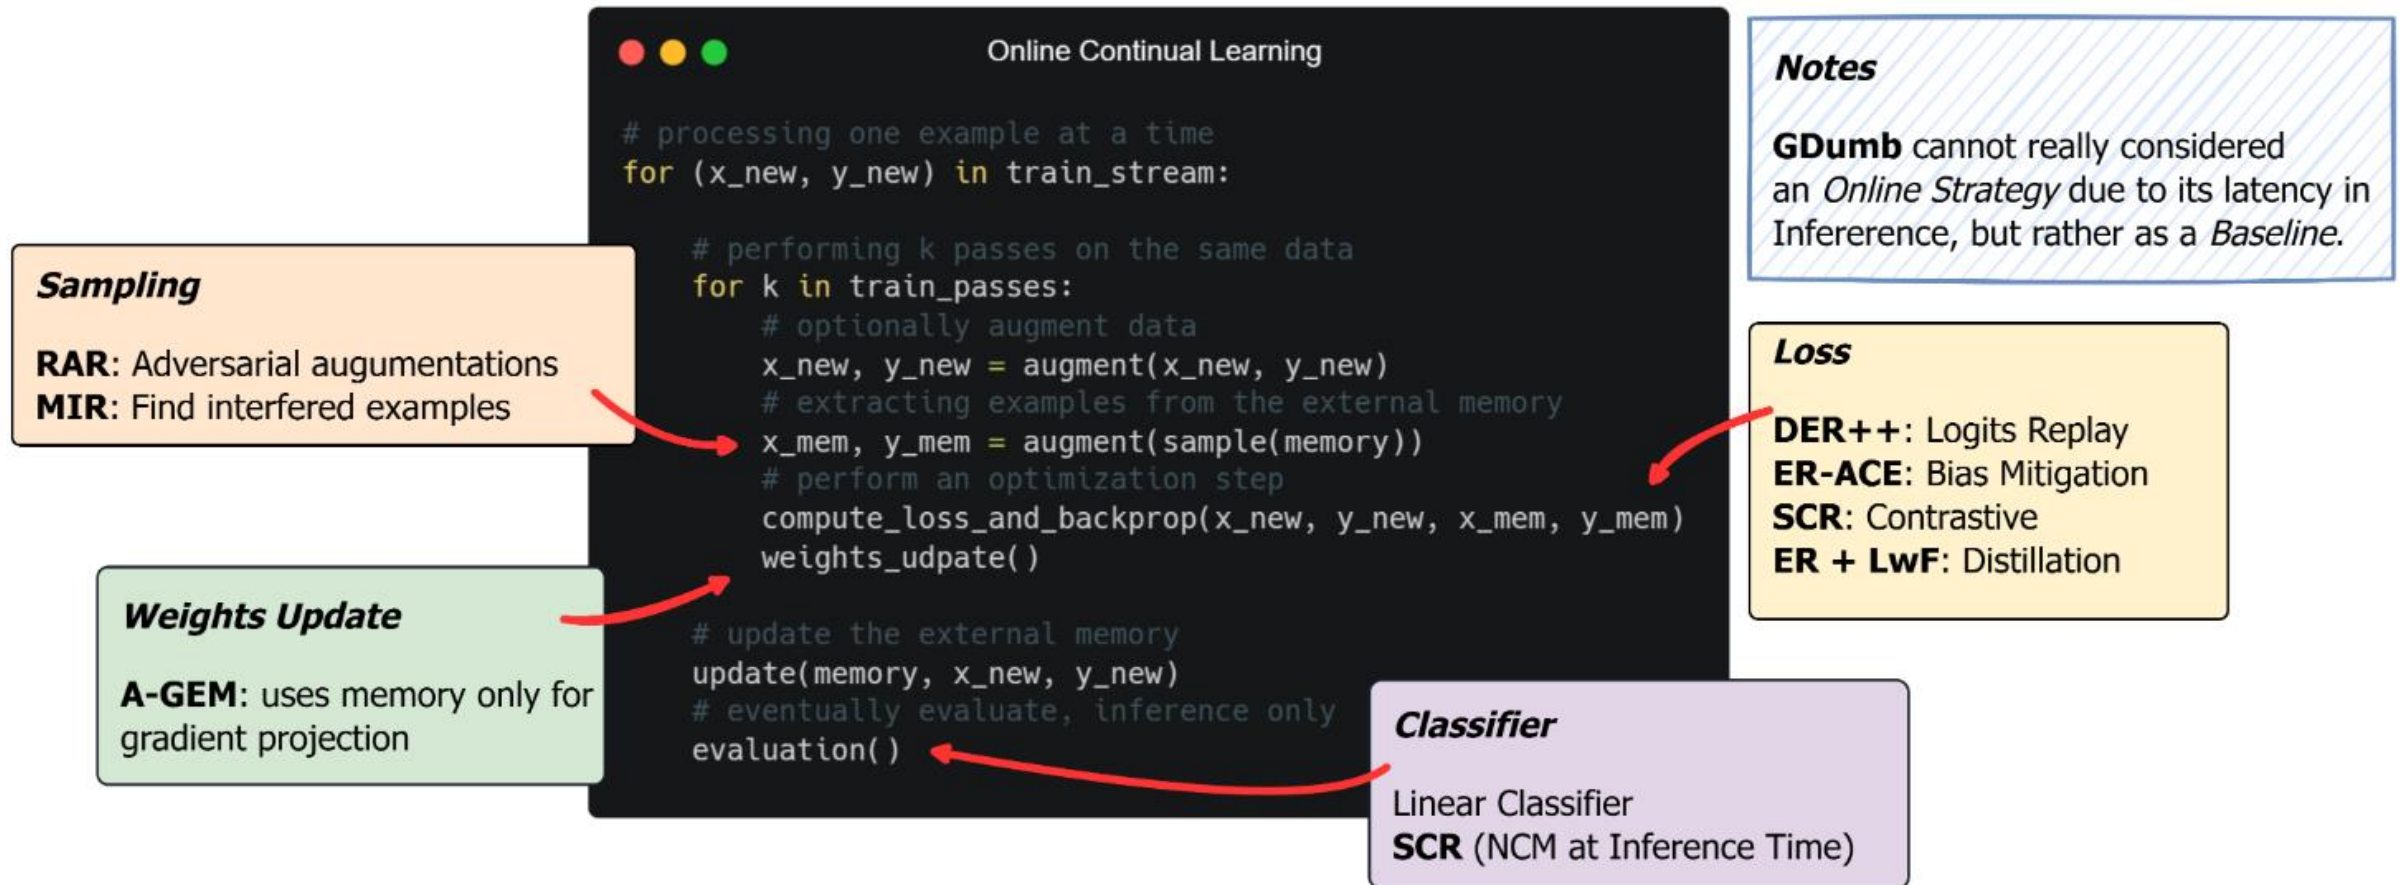 Online Continual Learning
# processing one example at a time
for (x_new, y_new) in train_stream:
# performing k passes on the same data
for k in train_passes:
# optionally augment data
x_new, y_new = augment(x_new, y_new)
# extracting examples from the external memory
x_mem, y_mem = augment(sample(memory))
# perform an optimization step
compute_loss_and_backprop(x_new, y_new, x_mem, y_mem)
weights_udpate()
# update the external memory
update(memory, x_new, y_new)
# eventually evaluate, inference only
evaluation()
Sampling
RAR: Adversarial augumentations
MIR: Find interfered examples
Weights Update
A-GEM: uses memory only for
gradient projection
Notes
GDumb cannot really considered
an Online Strategy due to its latency in
Infererence, but rather as a Baseline.
Loss
DER++: Logits Replay
ER-ACE: Bias Mitigation
SCR: Contrastive
ER + LwF: Distillation
Classifier
Linear Classifier
SCR (NCM at Inference Time)